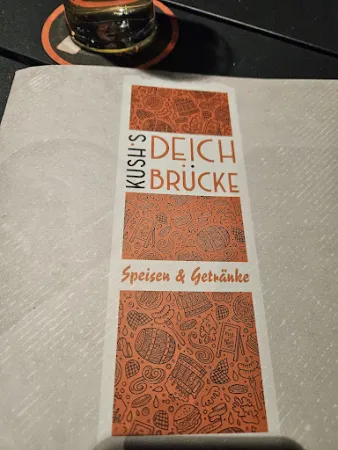 KUSH'S
DEICH
BRÜCKE
Speisen & Getränke